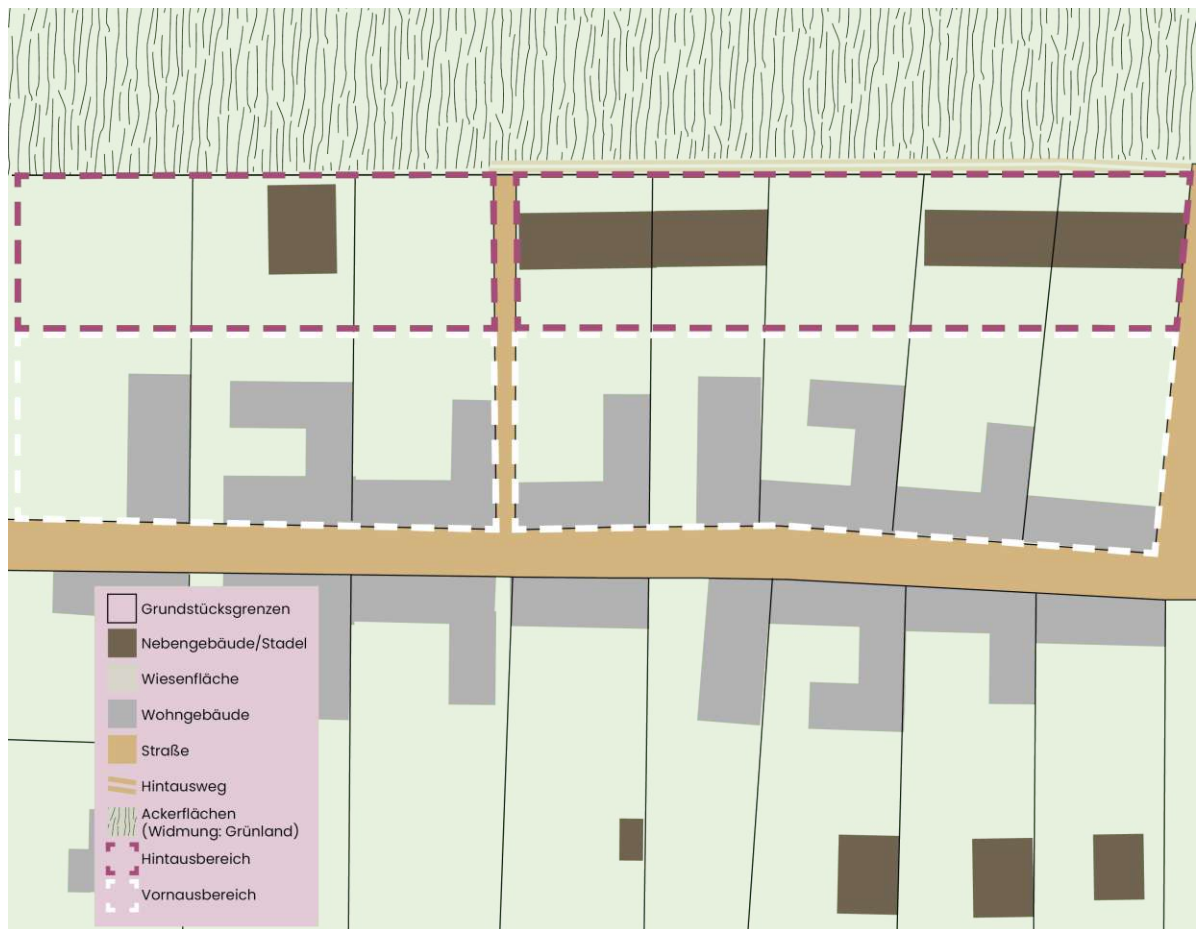 Grundstücksgrenzen
Nebengebäude/Stadel
Wiesenfläche
Wohngebäude
Straße
Hintausweg
Ackerflächen
(Widmung: Grünland)
Hintausbereich
Vornausbereich